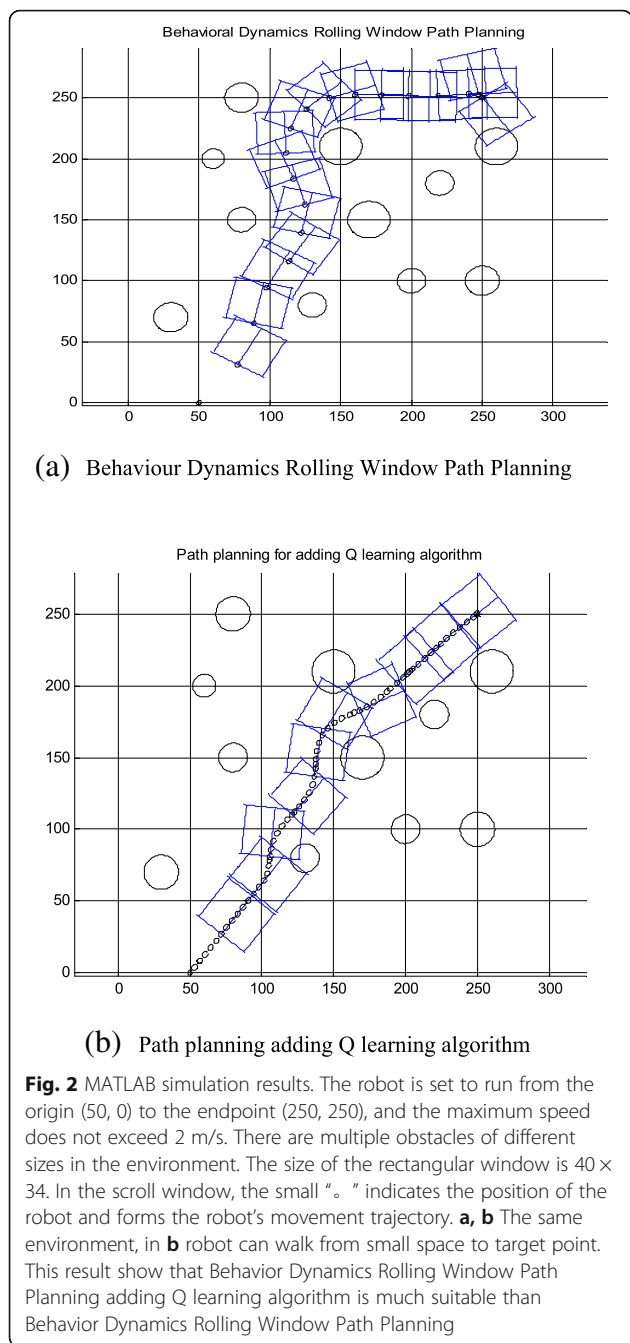 Behavioral Dynamics Rolling Window Path Planning
250
200
150
100
50
0
0 50 100 150 200 250 300
(a) Behaviour Dynamics Rolling Window Path Planning
Path planning for adding Q learning algorithm
250
200
150
100
50
0
0 50 100 150 200 250 300
(b) Path planning adding Q learning algorithm
Fig. 2 MATLAB simulation results. The robot is set to run from the
origin (50, 0) to the endpoint (250, 250), and the maximum speed
does not exceed 2 m/s. There are multiple obstacles of different
sizes in the environment. The size of the rectangular window is 40 ×
34. In the scroll window, the small “。” indicates the position of the
robot and forms the robot’s movement trajectory. a, b The same
environment, in b robot can walk from small space to target point.
This result show that Behavior Dynamics Rolling Window Path
Planning adding Q learning algorithm is much suitable than
Behavior Dynamics Rolling Window Path Planning